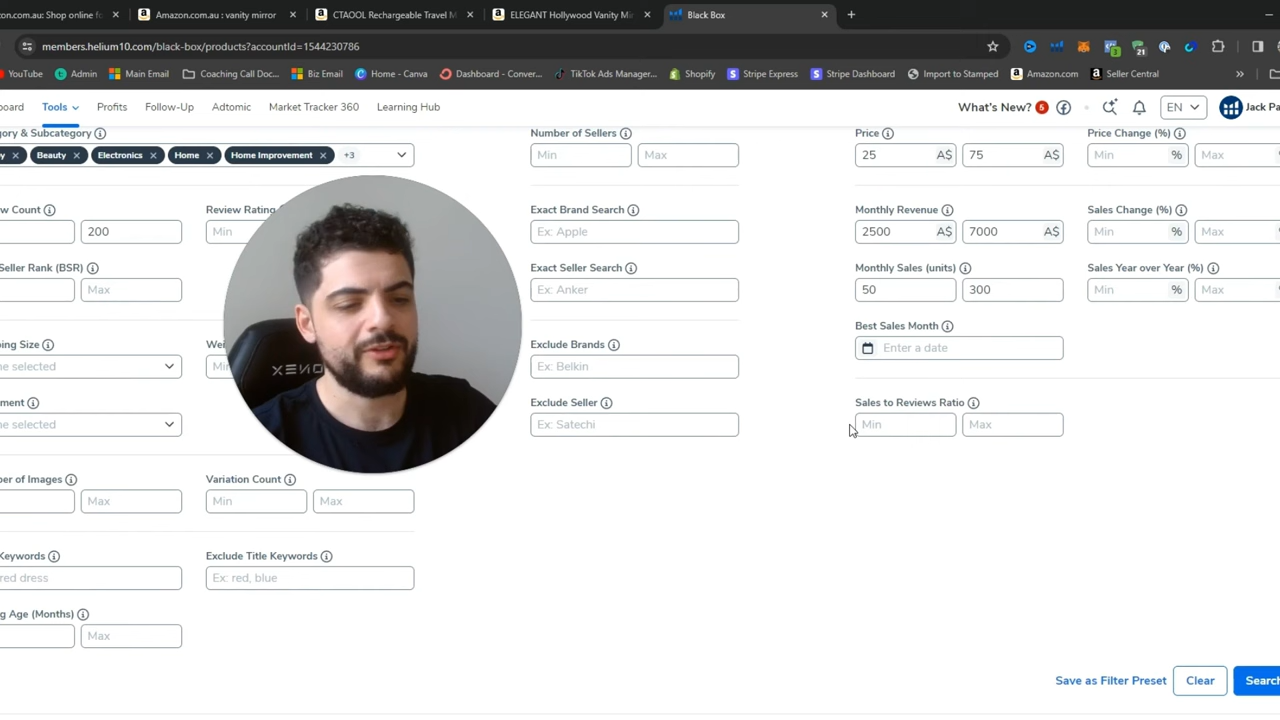 on.com.au: Shop online fo
Amazon.com.au : vanity mirror
CTAOOL Rechargeable Travel M
ELEGANT Hollywood Vanity Mi
Black Box
members.helium10.com/black-box/products?accountId=1544230786
YouTube
Admin
Main Email
Coaching Call Doc...
Biz Email
Home - Canva
Dashboard - Conver...
TikTok Ads Manager...
Shopify
Stripe Express
Stripe Dashboard
Import to Stamped
Amazon.com
Seller Central
board Tools Profits Follow-Up Adtomic Market Tracker 360 Learning Hub What's New? 5 EN Jack Pa
gory & Subcategory Number of Sellers Price Price Change (%)
y Beauty Electronics Home Home Improvement +3 Min Max 25 A$ 75 A$ Min % Max
ew Count Review Rating Exact Brand Search Monthly Revenue Sales Change (%)
200 Min Ex: Apple 2500 A$ 7000 A$ Min % Max
Seller Rank (BSR) Exact Seller Search Monthly Sales (units) Sales Year over Year (%)
Max Ex: Anker 50 300 Min % Max
Best Sales Month
ping Size Wei Exclude Brands Enter a date
ne selected Min Ex: Belkin
XENO
ment Exclude Seller Sales to Reviews Ratio
ne selected Ex: Satechi Min Max
er of Images Variation Count
Max Min Max
Keywords Exclude Title Keywords
red dress Ex: red, blue
g Age (Months)
Max
Save as Filter Preset Clear Search